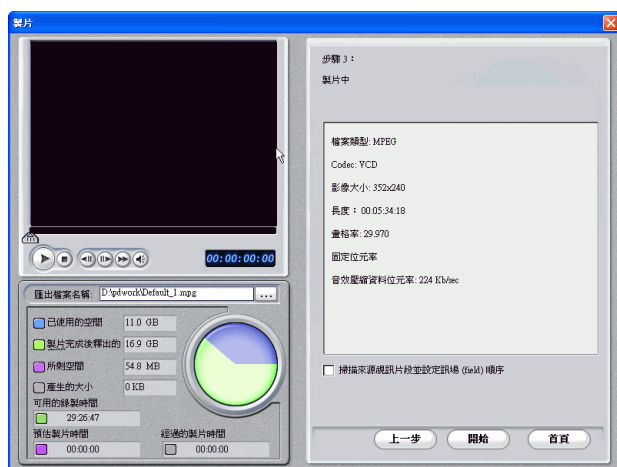 製片
00:00:00:00
匯出檔案名稱: D:\pdwork\Default_1.mpg ...
已使用的空間 11.0 GB
製片完成後釋出的 16.9 GB
所剩空間 54.8 MB
產生的大小 0 KB
可用的錄製時間
29:26:47
預估製片時間 經過的製片時間
00:00:00 00:00:00
步驟 3：
製片中
檔案類型: MPEG
Codec: VCD
影像大小: 352x240
長度： 00:05:34:18
畫格率: 29.970
固定位元率
音效壓縮資料位元率: 224 Kb/sec
掃描來源視訊片段並設定訊場 (field) 順序
上一步 開始 首頁